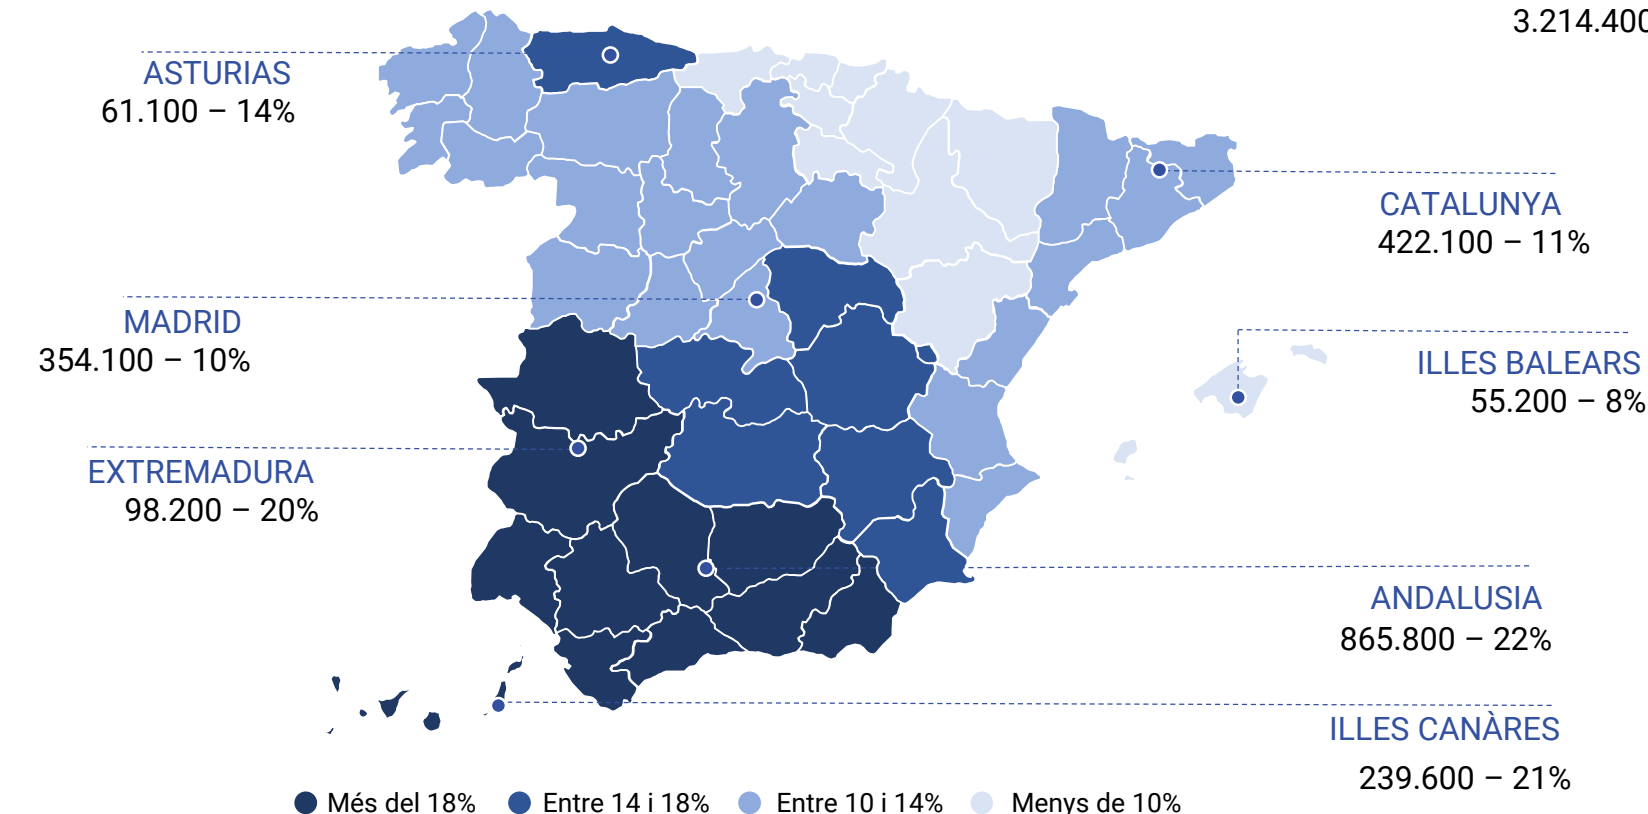 3.214.400
ASTURIAS
61.100 – 14%
CATALUNYA
422.100 – 11%
MADRID
354.100 – 10%
ILLES BALEARS
55.200 – 8%
EXTREMADURA
98.200 – 20%
ANDALUSIA
865.800 – 22%
ILLES CANÀRES
239.600 – 21%
Més del 18%
Entre 14 i 18%
Entre 10 i 14%
Menys de 10%